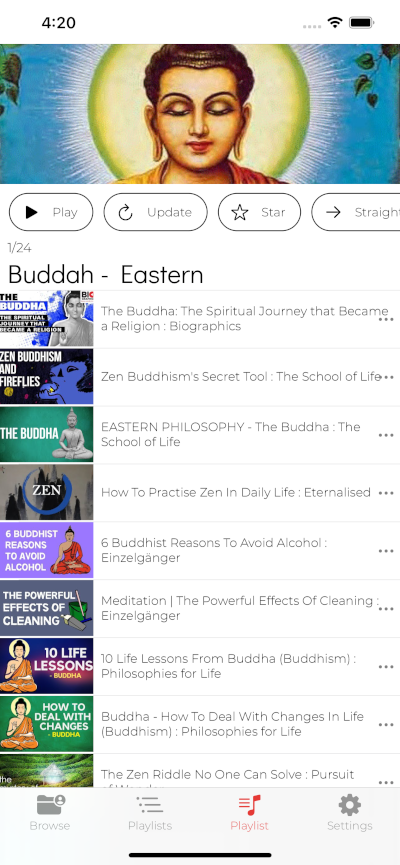 4:20
Play
Update
Star
Straight
1/24
Buddah - Eastern
THE
BUDDHA
THE SPIRITUAL
JOURNEY THAT
BECAME A RELIGION
BIO
The Buddha: The Spiritual Journey that Became
a Religion : Biographics
ZEN BUDDHISM
AND
FIREFLIES
Zen Buddhism's Secret Tool : The School of Life
THE BUDDHA
EASTERN PHILOSOPHY - The Buddha : The
School of Life
ZEN
How To Practise Zen In Daily Life : Eternalised
6 BUDDHIST
REASONS
TO AVOID
ALCOHOL
6 Buddhist Reasons To Avoid Alcohol :
Einzelgänger
THE POWERFUL
EFFECTS OF
CLEANING
Meditation | The Powerful Effects Of Cleaning :
Einzelgänger
10 LIFE
LESSONS
- BUDDHA
10 Life Lessons From Buddha (Buddhism) :
Philosophies for Life
HOW TO
DEAL WITH
CHANGES
- BUDDHA
Buddha - How To Deal With Changes In Life
(Buddhism) : Philosophies for Life
the
The Zen Riddle No One Can Solve : Pursuit
Browse
Playlists
Playlist
Settings